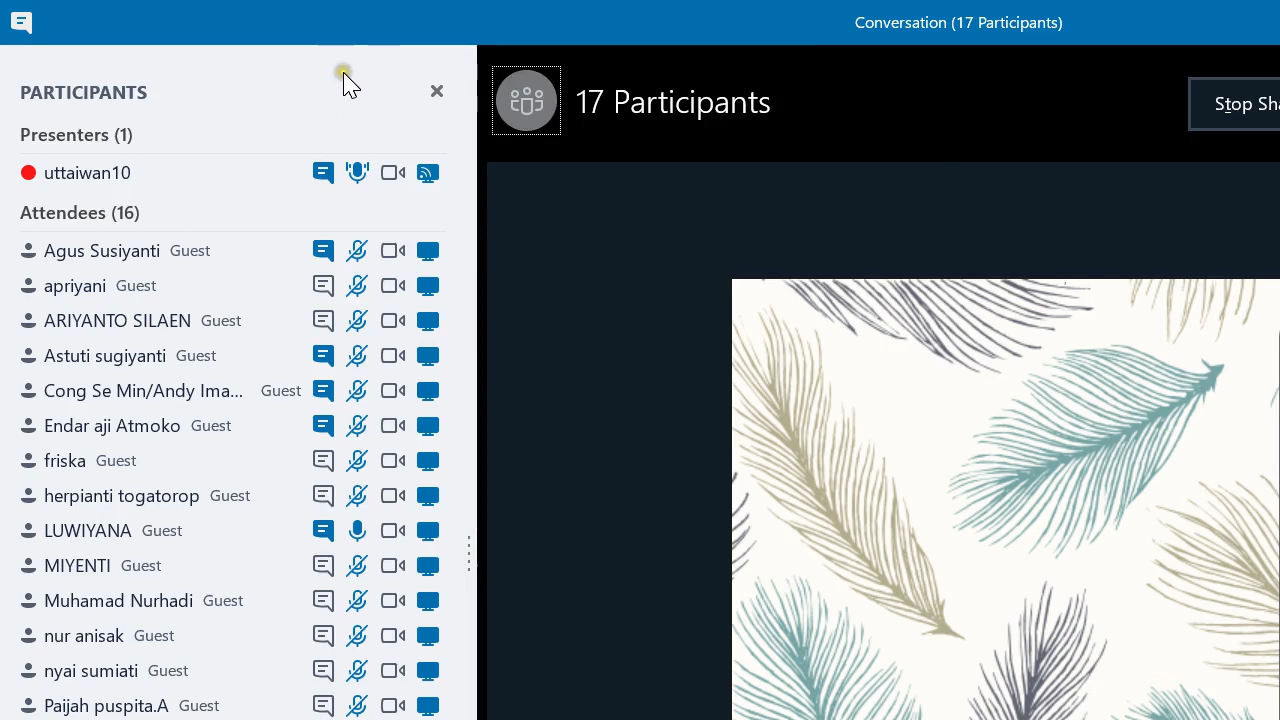 Conversation (17 Participants)
PARTICIPANTS
17 Participants
Stop Sha
Presenters (1)
uttaiwan10
Attendees (16)
Agus Susiyanti Guest
apriyani Guest
ARIYANTO SILAEN Guest
Astuti sugiyanti Guest
Cong Se Min/Andy Ima... Guest
Endar aji Atmoko Guest
friska Guest
herpianti togatorop Guest
LUWIYANA Guest
MIYENTI Guest
Muhamad Nurhadi Guest
nur anisak Guest
nyai sumiati Guest
Paijah puspita.A Guest